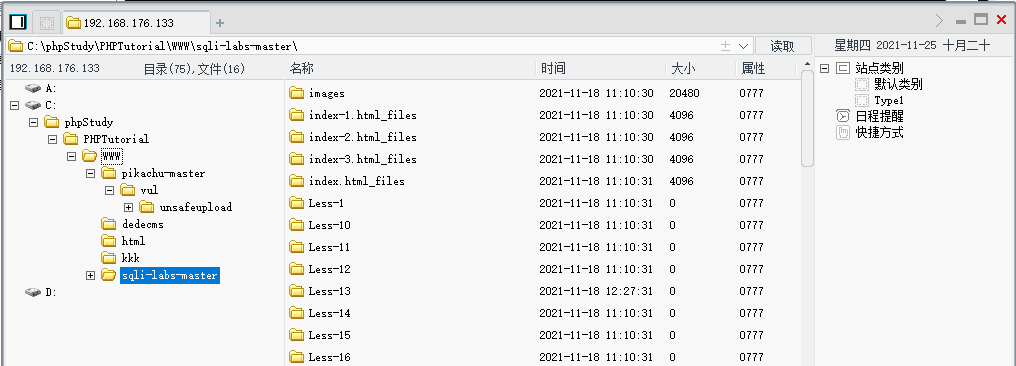 192.168.176.133
C:\phpStudy\PHPTutorial\WWW\sqli-labs-master\ 读取 星期四 2021-11-25 十月二十
192.168.176.133 目录(75),文件(16) 名称 时间 大小 属性
A:
C:
phpStudy
PHPTutorial
WWW
pikachu-master
vul
unsafeupload
dedecms
html
kkk
sqli-labs-master
D:
images 2021-11-18 11:10:30 20480 0777
index-1.html_files 2021-11-18 11:10:30 4096 0777
index-2.html_files 2021-11-18 11:10:30 4096 0777
index-3.html_files 2021-11-18 11:10:30 4096 0777
index.html_files 2021-11-18 11:10:31 4096 0777
Less-1 2021-11-18 11:10:31 0 0777
Less-10 2021-11-18 11:10:31 0 0777
Less-11 2021-11-18 11:10:31 0 0777
Less-12 2021-11-18 11:10:31 0 0777
Less-13 2021-11-18 12:27:31 0 0777
Less-14 2021-11-18 11:10:31 0 0777
Less-15 2021-11-18 11:10:31 0 0777
Less-16 2021-11-18 11:10:31 0 0777
站点类别
默认类别
Type1
日程提醒
快捷方式